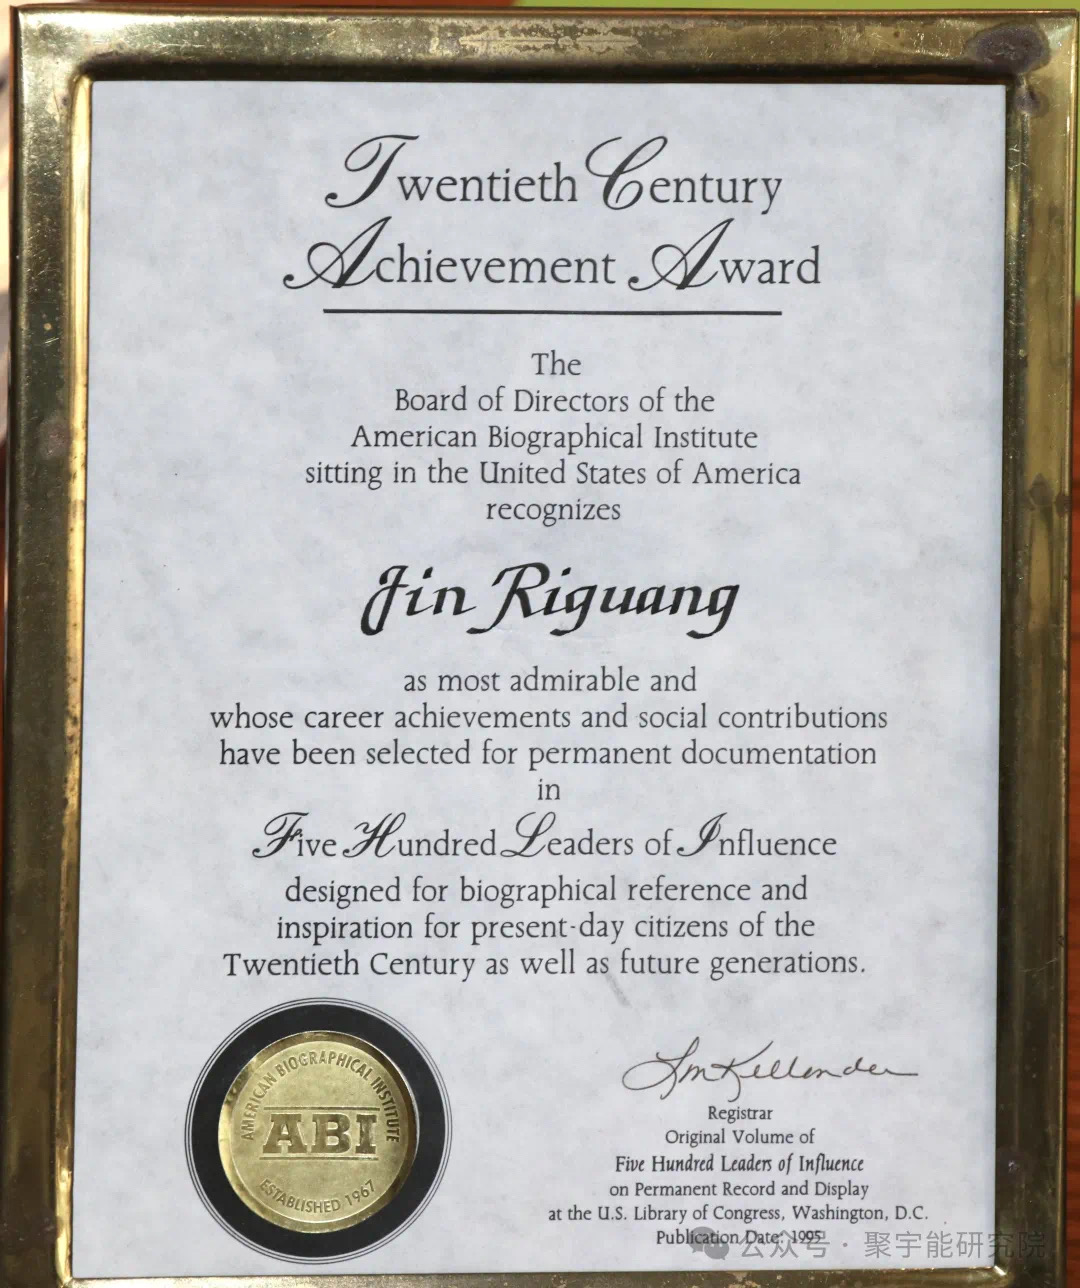 Twentieth Century
Achievement Award
The
Board of Directors of the
American Biographical Institute
sitting in the United States of America
recognizes
Jin Riguang
as most admirable and
whose career achievements and social contributions
have been selected for permanent documentation
in
Five Hundred Leaders of Influence
designed for biographical reference and
inspiration for present-day citizens of the
Twentieth Century as well as future generations.
AMERICAN BIOGRAPHICAL INSTITUTE
ABI
ESTABLISHED 1967
Registrar
Original Volume of
Five Hundred Leaders of Influence
on Permanent Record and Display
at the U.S. Library of Congress, Washington, D.C.
Publication Date: 1995
公众号 · 聚宇能研究院